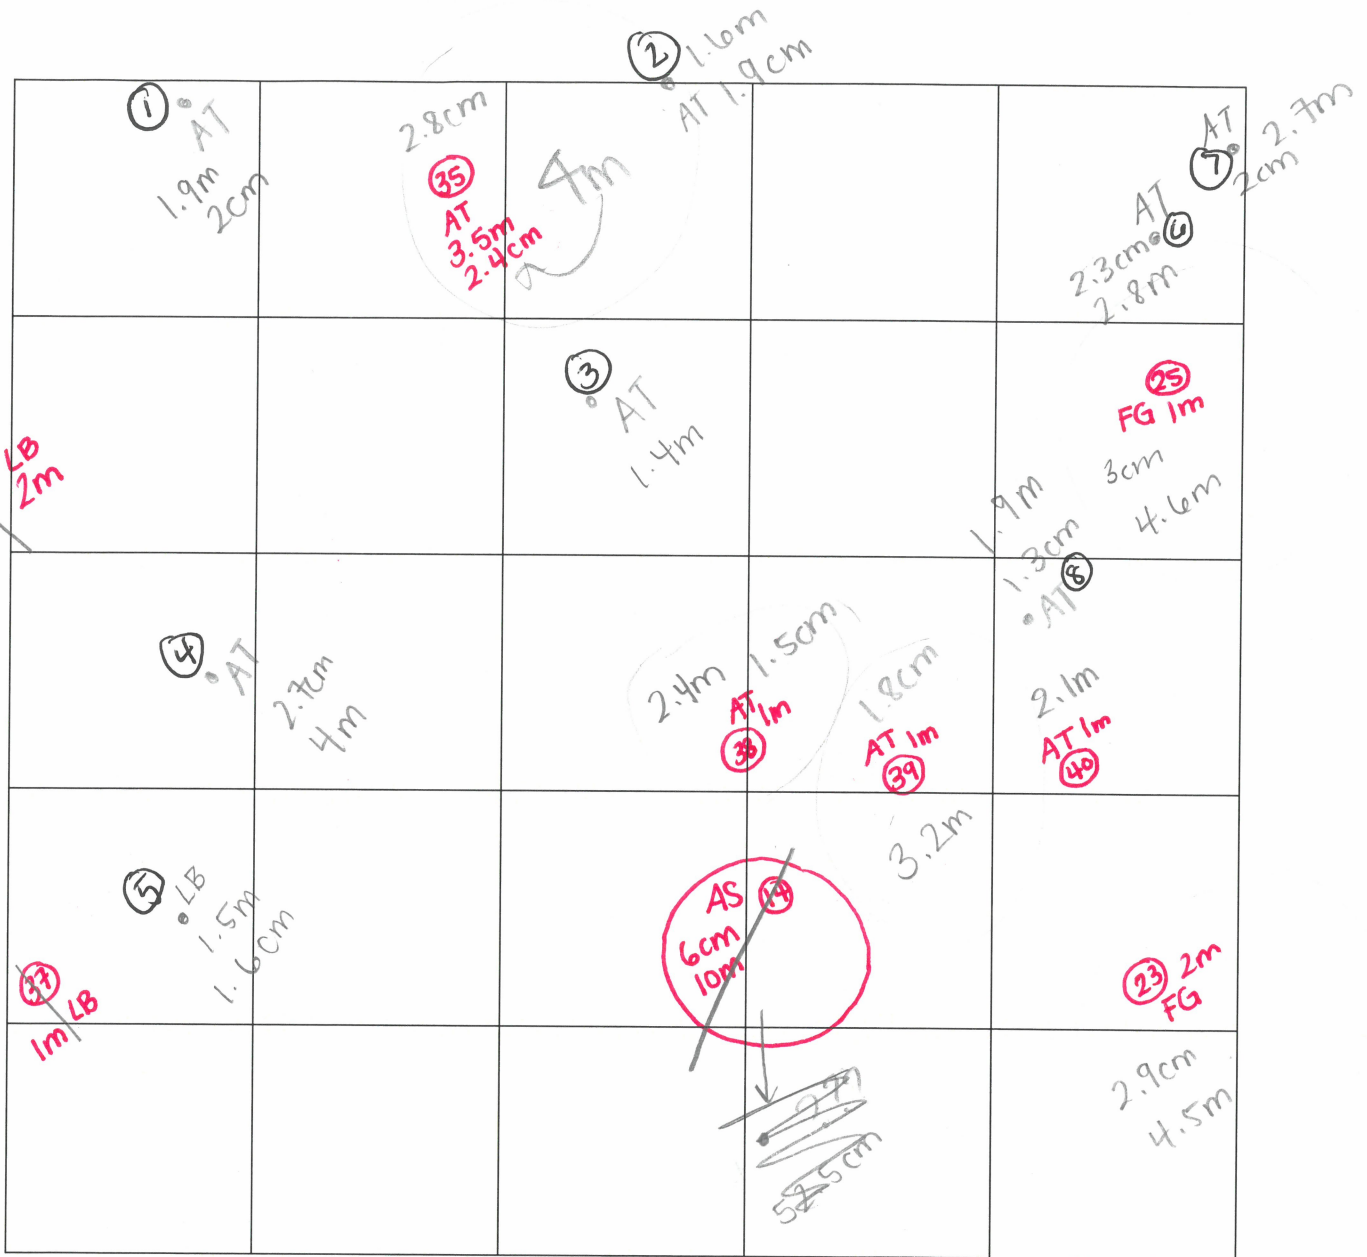 1
AT
1.9m
2cm
2.8cm
35
AT
3.5m
2.4cm
4m
2
1.6m
AT 1.9cm
AT
7
2.7m
2cm
AT
6
2.3cm
2.8m
LB
2m
3
AT
1.4m
25
FG 1m
3cm
4.6m
4
AT
2.7cm
4m
2.4m
1.5cm
AT
1m
38
1.8cm
AT 1m
39
3.2m
1.9m
1.3cm
8
AT
2.1m
AT 1m
40
5
LB
1.5m
1.6cm
37
LB
1m
AS 14
6cm
10m
23 2m
FG
2.9cm
4.5m